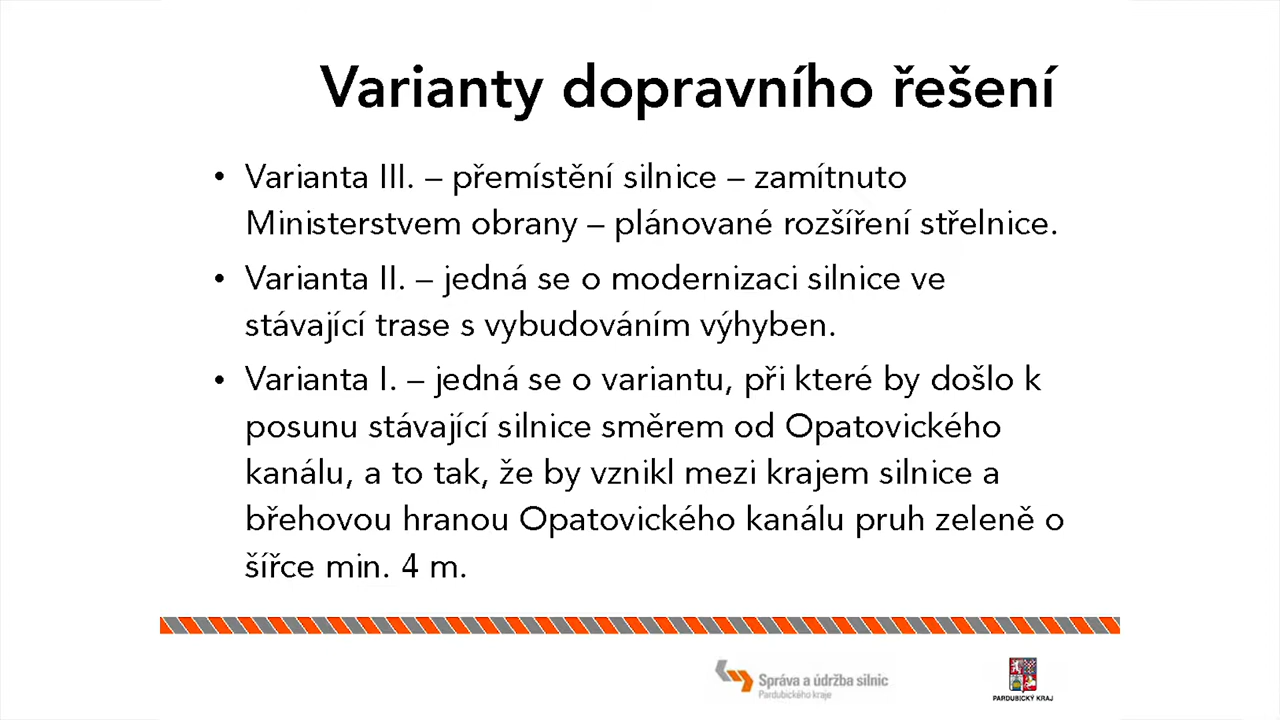 Varianty dopravního řešení
• Varianta III. – přemístění silnice – zamítnuto
Ministerstvem obrany – plánované rozšíření střelnice.
• Varianta II. – jedná se o modernizaci silnice ve
stávající trase s vybudováním výhyben.
• Varianta I. – jedná se o variantu, při které by došlo k
posunu stávající silnice směrem od Opatovického
kanálu, a to tak, že by vznikl mezi krajem silnice a
břehovou hranou Opatovického kanálu pruh zeleně o
šířce min. 4 m.
Správa a údržba silnic
Pardubického kraje
PARDUBICKÝ KRAJ